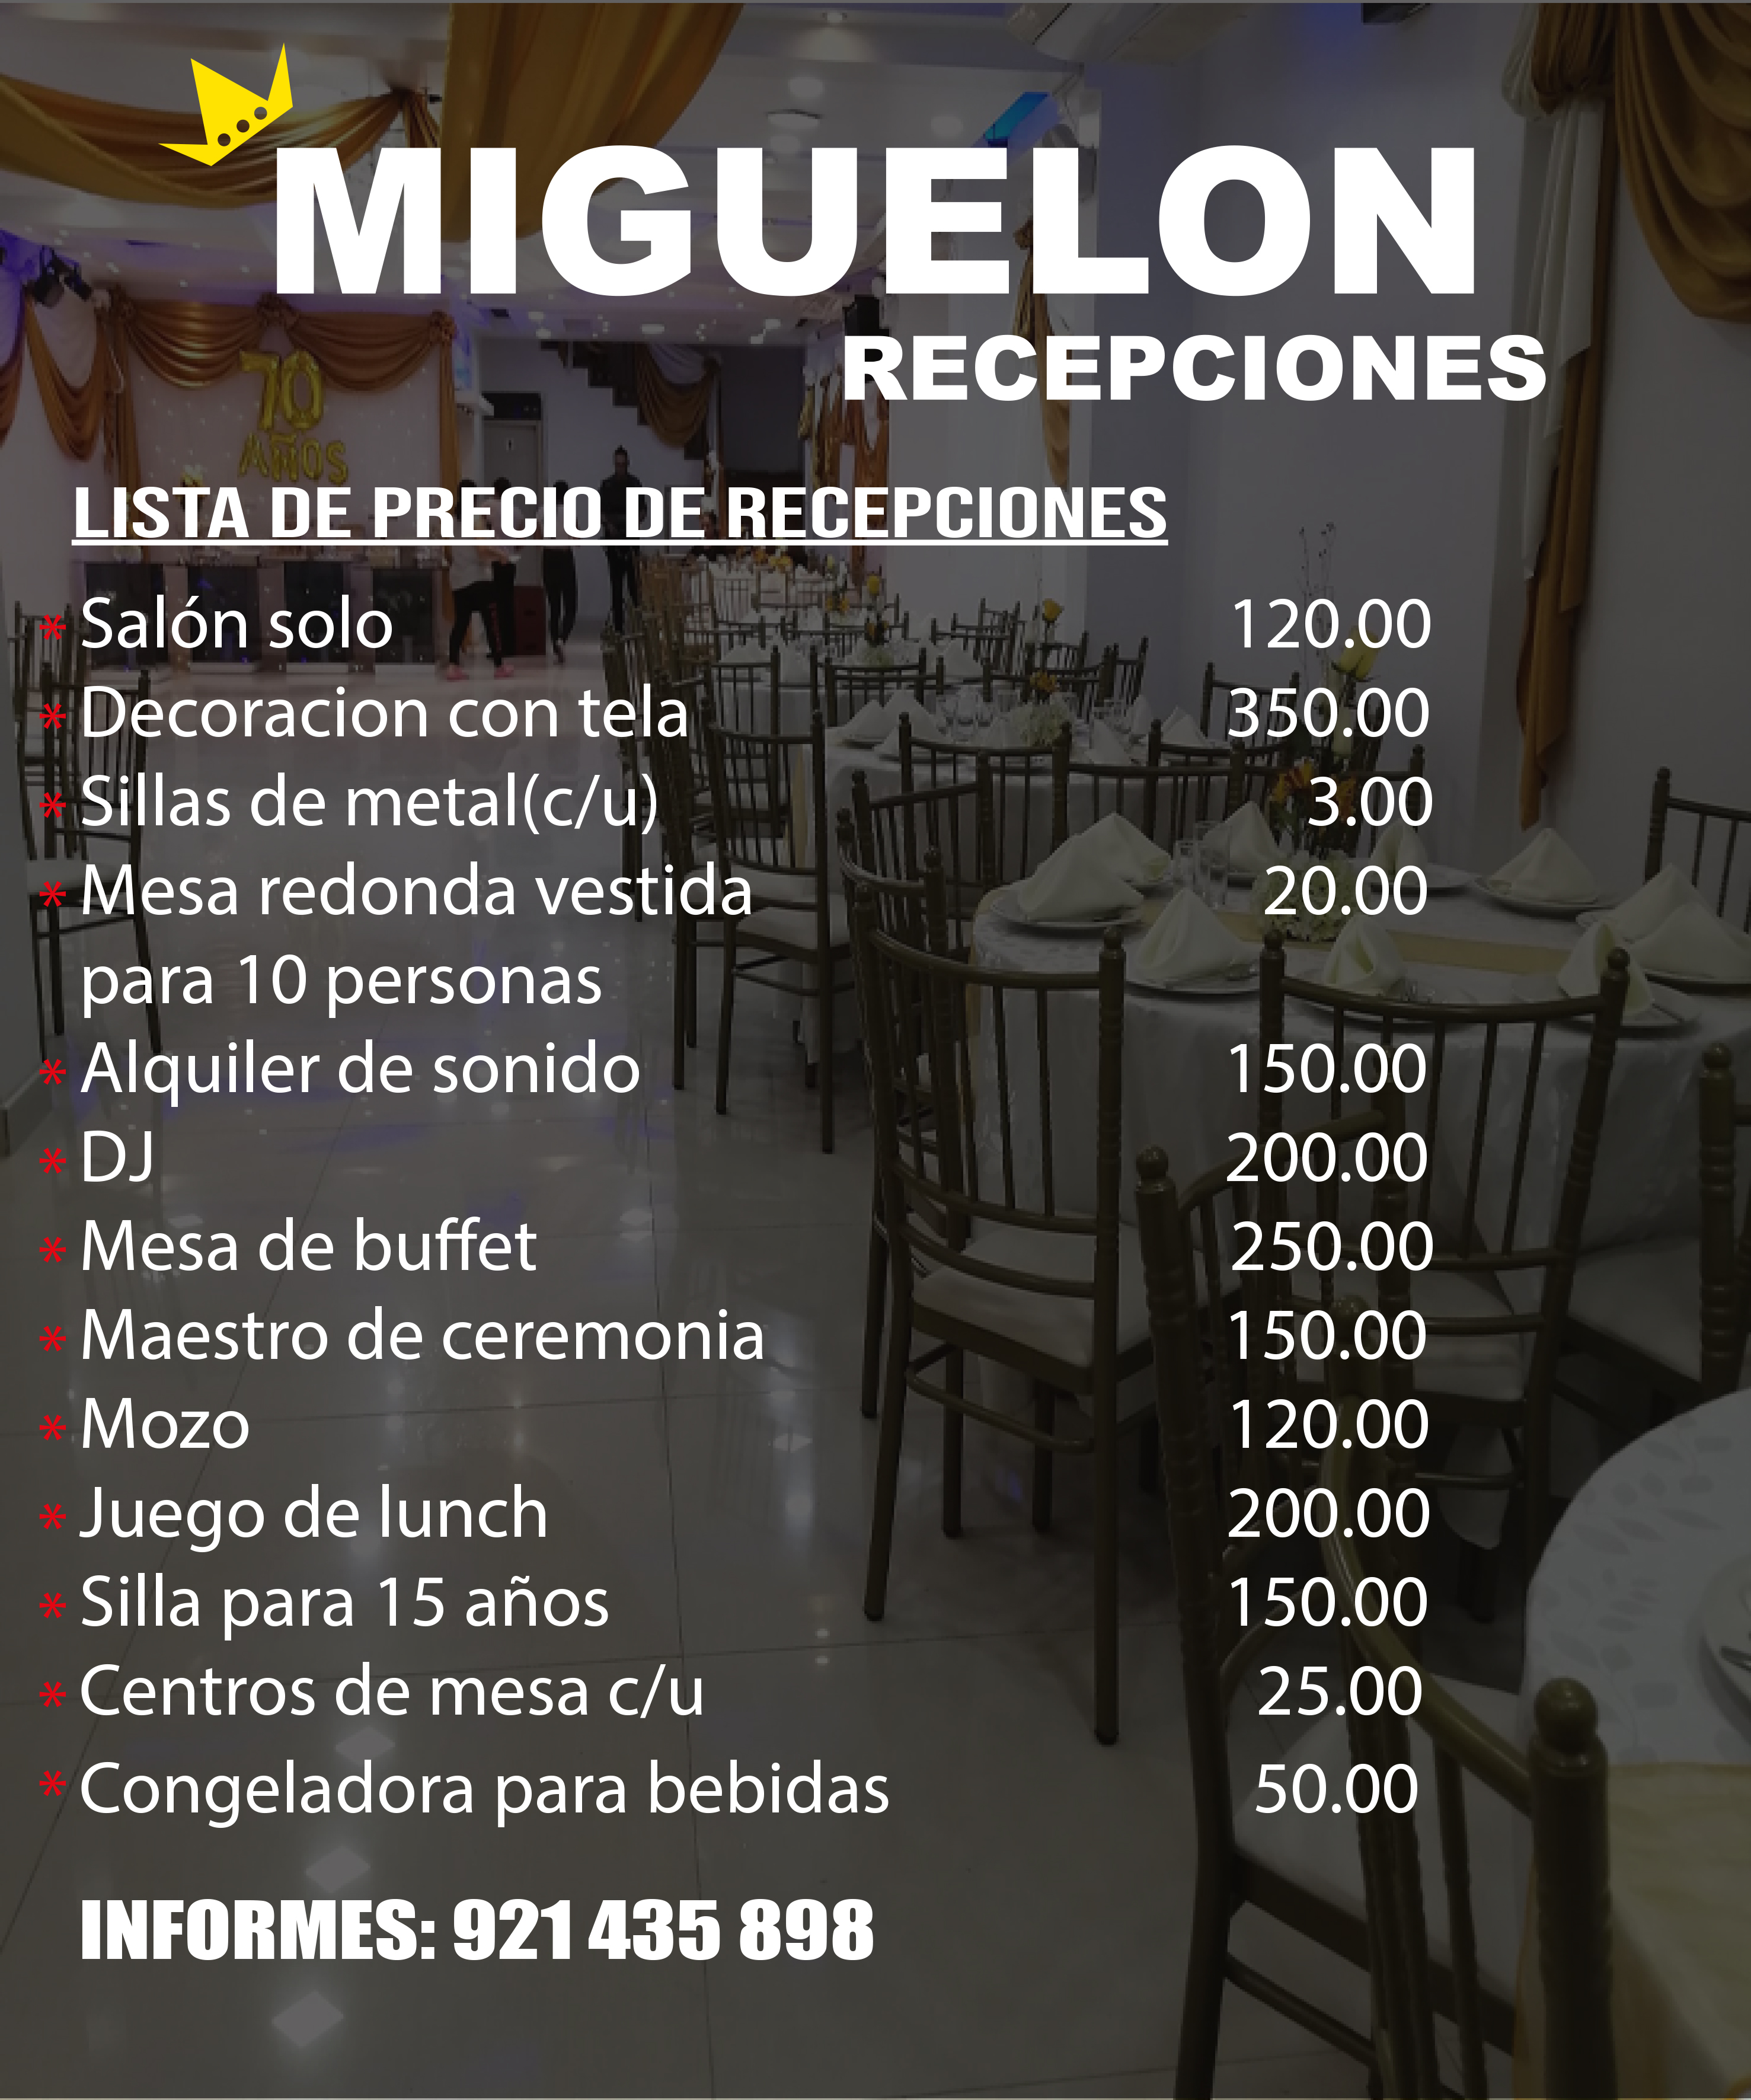 MIGUELON
RECEPCIONES
70
AÑOS
LISTA DE PRECIO DE RECEPCIONES
* Salón solo 120.00
* Decoracion con tela 350.00
* Sillas de metal(c/u) 3.00
* Mesa redonda vestida 20.00
para 10 personas
* Alquiler de sonido 150.00
* DJ 200.00
* Mesa de buffet 250.00
* Maestro de ceremonia 150.00
* Mozo 120.00
* Juego de lunch 200.00
* Silla para 15 años 150.00
* Centros de mesa c/u 25.00
* Congeladora para bebidas 50.00
INFORMES: 921 435 898